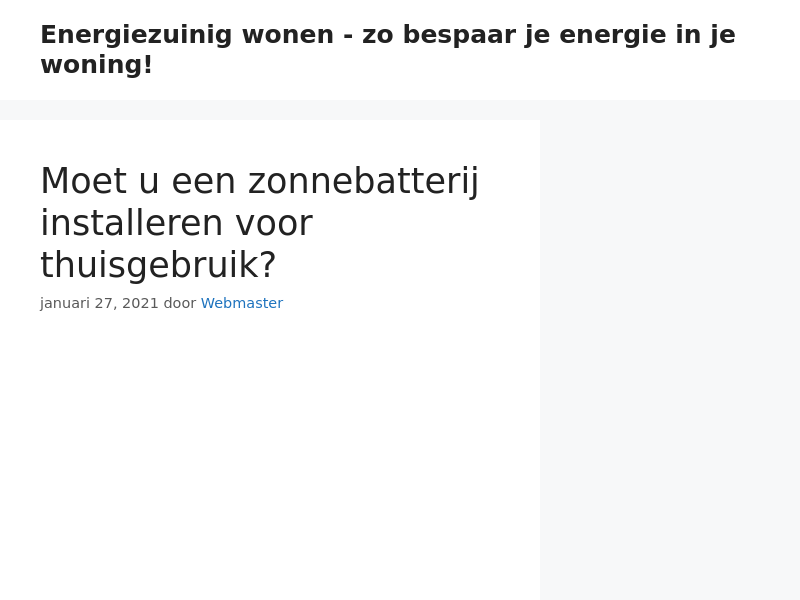 Energiezuinig wonen - zo bespaar je energie in je
woning!
Moet u een zonnebatterij
installeren voor
thuisgebruik?
januari 27, 2021 door Webmaster